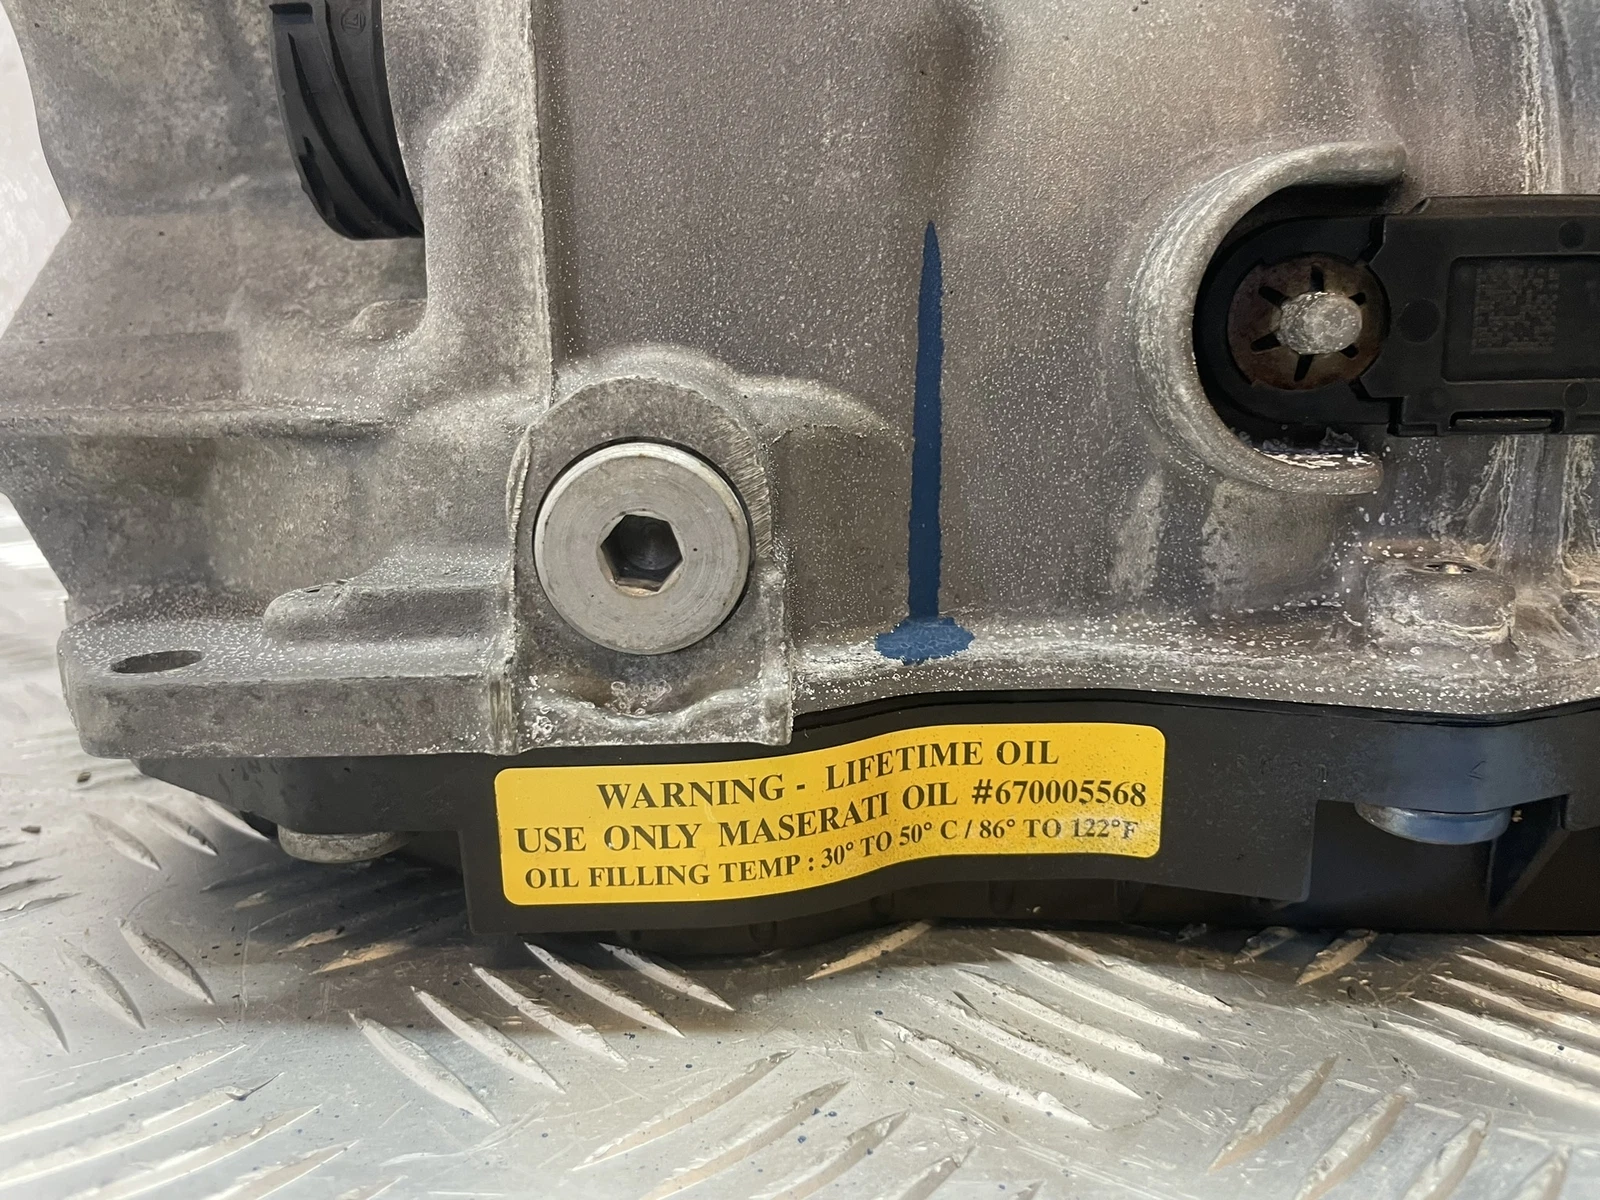 WARNING - LIFETIME OIL
USE ONLY MASERATI OIL #670005568
OIL FILLING TEMP : 30° TO 50° C / 86° TO 122°F